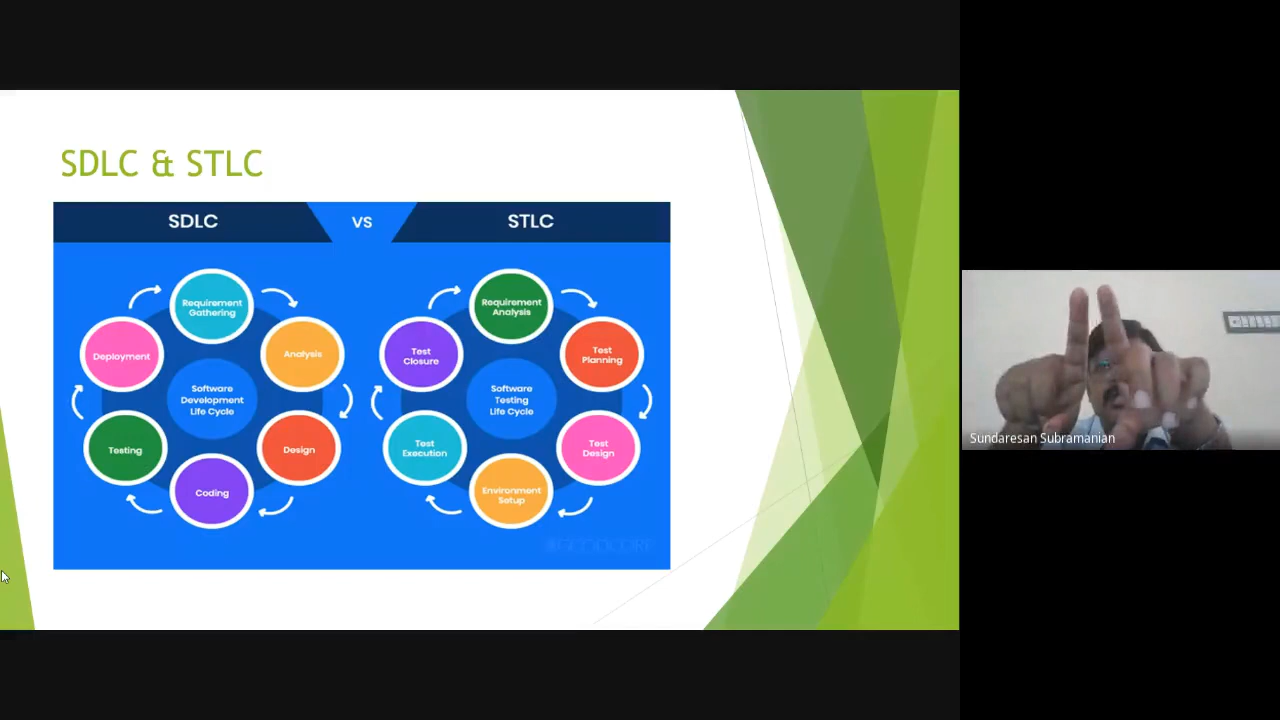 SDLC & STLC
SDLC
VS
STLC
Requirement
Gathering
Analysis
Design
Coding
Testing
Deployment
Software
Development
Life Cycle
Requirement
Analysis
Test
Planning
Test
Design
Environment
Setup
Test
Execution
Test
Closure
Software
Testing
Life Cycle
Sundaresan Subramanian